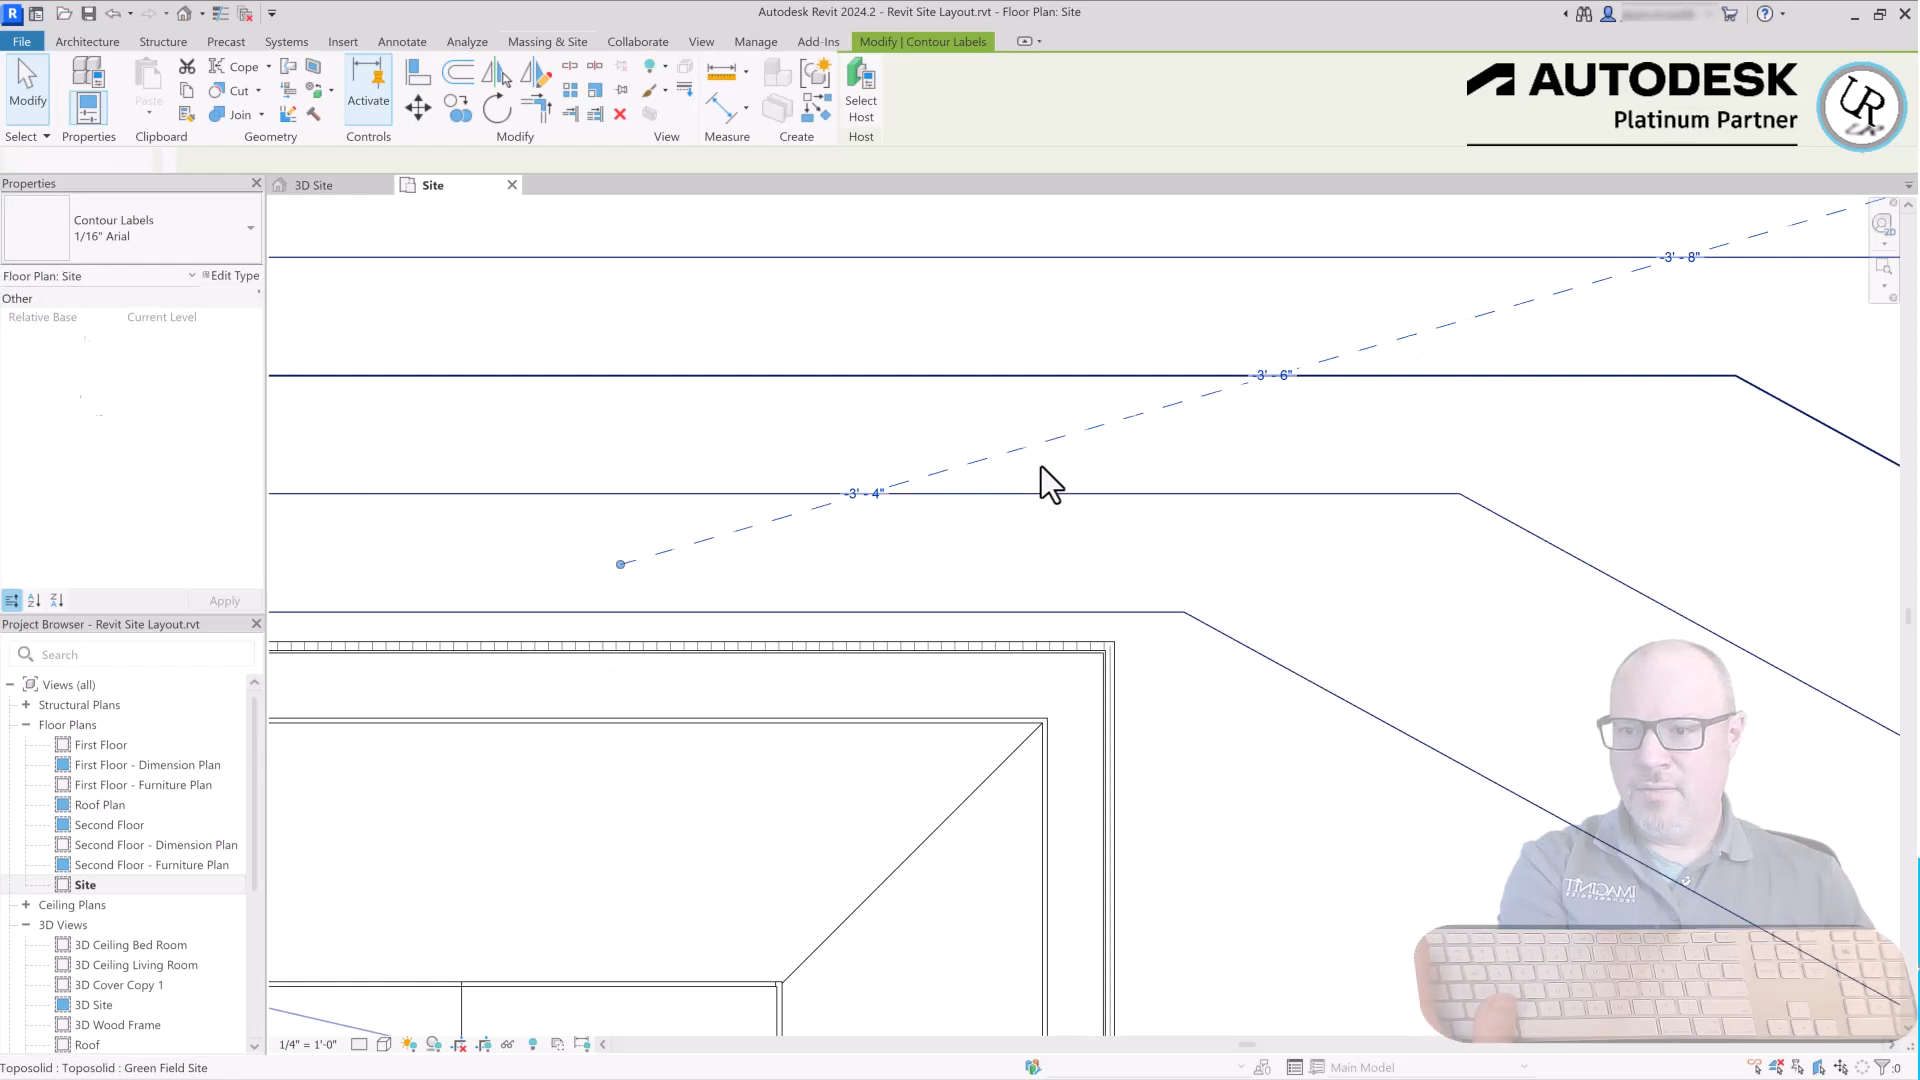 Autodesk Revit 2024.2 - Revit Site Layout.rvt - Floor Plan: Site
File Architecture Structure Precast Systems Insert Annotate Analyze Massing & Site Collaborate View Manage Add-Ins Modify | Contour Labels
Modify Paste Cope Cut Join Activate Select Host
Select Properties Clipboard Geometry Controls Modify View Measure Create Host
AUTODESK
Platinum Partner
UR
Properties
3D Site
Site
Contour Labels
1/16" Arial
Floor Plan: Site
Edit Type
Other
Relative Base
Current Level
Apply
-3' - 8"
-3' - 6"
-3' - 4"
Project Browser - Revit Site Layout.rvt
Search
Views (all)
Structural Plans
Floor Plans
First Floor
First Floor - Dimension Plan
First Floor - Furniture Plan
Roof Plan
Second Floor
Second Floor - Dimension Plan
Second Floor - Furniture Plan
Site
Ceiling Plans
3D Views
3D Ceiling Bed Room
3D Ceiling Living Room
3D Cover Copy 1
3D Site
3D Wood Frame
Roof
IMAGINiT
TECHNOLOGIES
1/4" = 1'-0"
Toposolid : Toposolid : Green Field Site
Main Model
:0